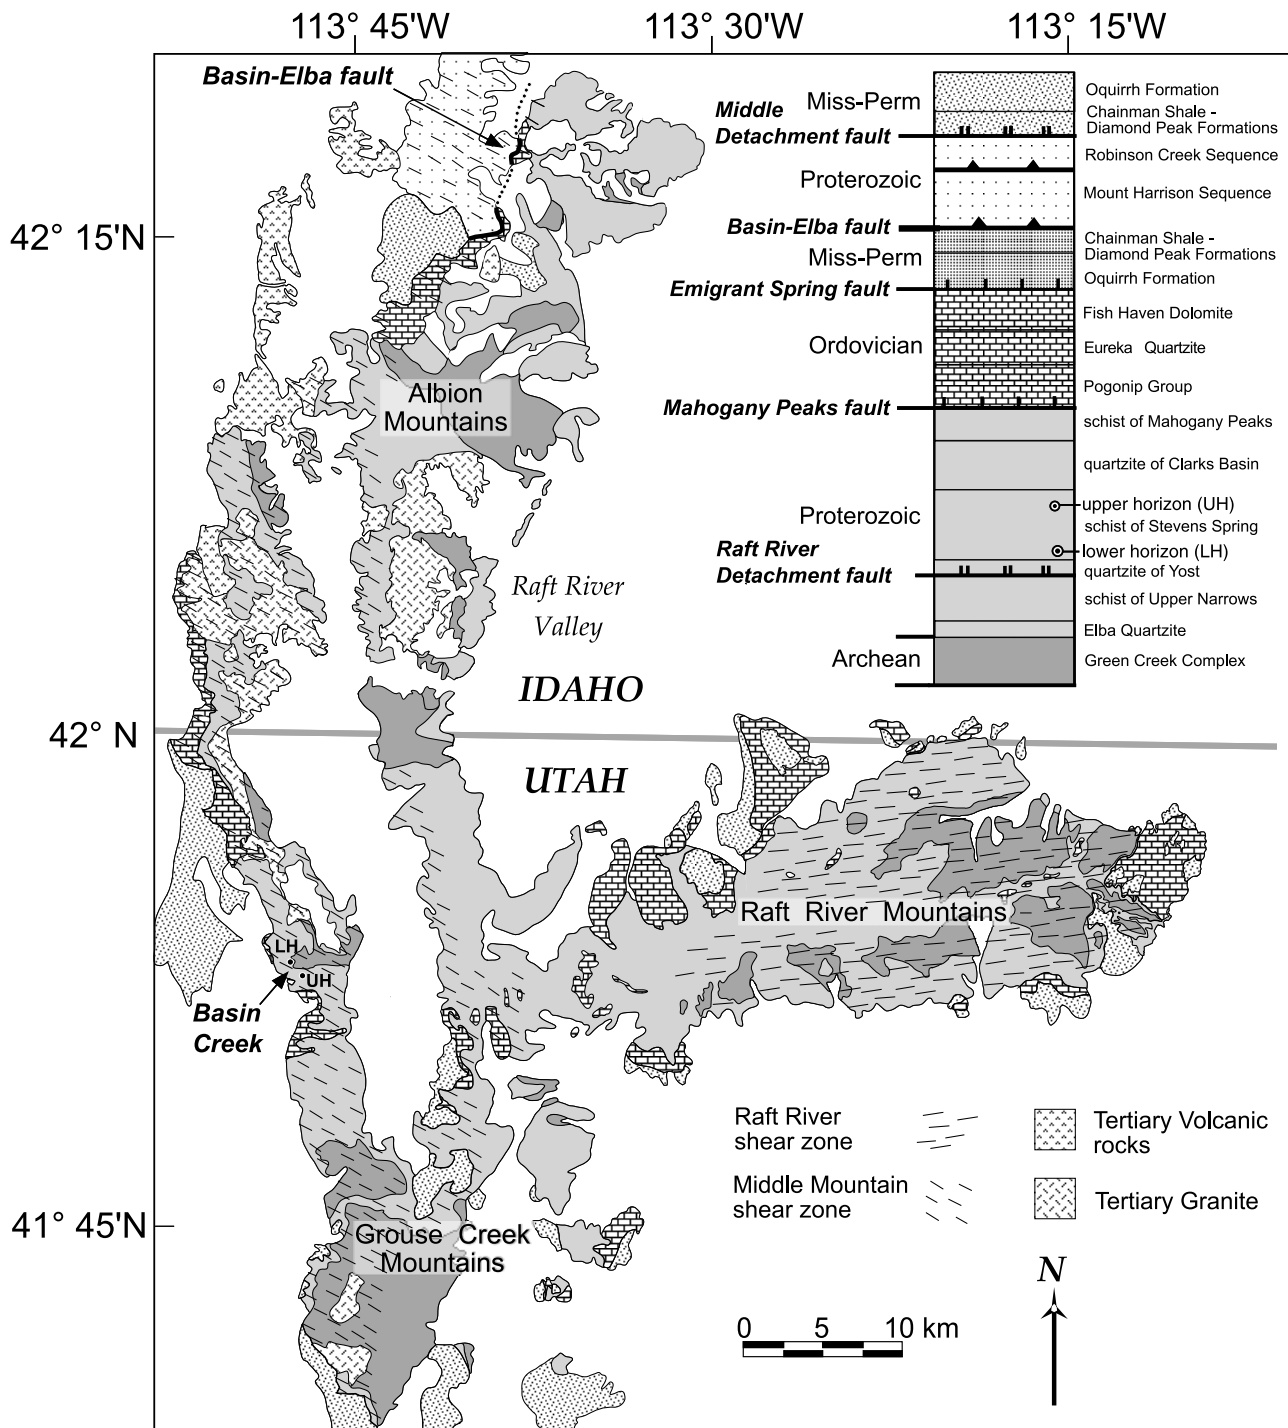 113° 45'W
113° 30'W
113° 15'W
Basin-Elba fault
42° 15'N
Albion
Mountains
Raft River
Valley
IDAHO
42° N
UTAH
Raft River Mountains
LH
UH
Basin
Creek
41° 45'N
Grouse Creek
Mountains
Miss-Perm
Middle
Detachment fault
Proterozoic
Basin-Elba fault
Miss-Perm
Emigrant Spring fault
Ordovician
Mahogany Peaks fault
Proterozoic
Raft River
Detachment fault
Archean
Oquirrh Formation
Chainman Shale -
Diamond Peak Formations
Robinson Creek Sequence
Mount Harrison Sequence
Chainman Shale -
Diamond Peak Formations
Oquirrh Formation
Fish Haven Dolomite
Eureka Quartzite
Pogonip Group
schist of Mahogany Peaks
quartzite of Clarks Basin
upper horizon (UH)
schist of Stevens Spring
lower horizon (LH)
quartzite of Yost
schist of Upper Narrows
Elba Quartzite
Green Creek Complex
Raft River
shear zone
Tertiary Volcanic
rocks
Middle Mountain
shear zone
Tertiary Granite
N
0 5 10 km